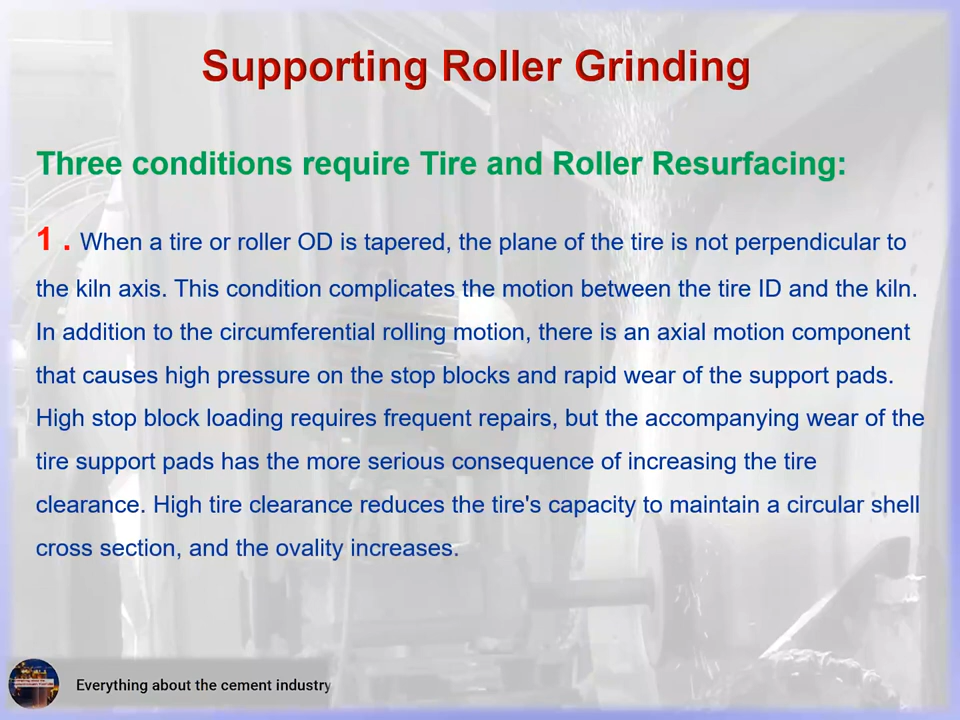 Supporting Roller Grinding
Three conditions require Tire and Roller Resurfacing:
1 . When a tire or roller OD is tapered, the plane of the tire is not perpendicular to
the kiln axis. This condition complicates the motion between the tire ID and the kiln.
In addition to the circumferential rolling motion, there is an axial motion component
that causes high pressure on the stop blocks and rapid wear of the support pads.
High stop block loading requires frequent repairs, but the accompanying wear of the
tire support pads has the more serious consequence of increasing the tire
clearance. High tire clearance reduces the tire's capacity to maintain a circular shell
cross section, and the ovality increases.
Everything about the cement industry